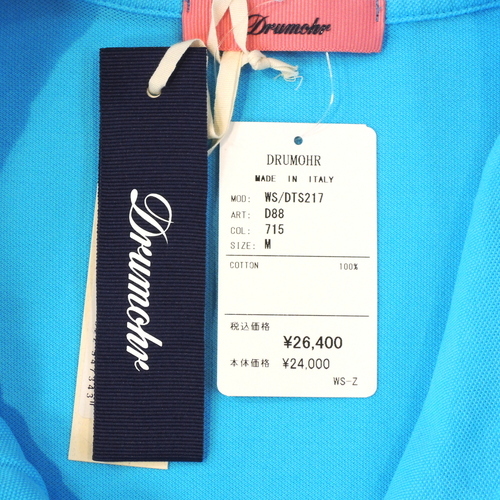 Drumohr
Drumohr
DRUMOHR
MADE IN ITALY
MOD: WS/DTS217
ART: D88
COL: 715
SIZE: M
COTTON 100%
税込価格
¥26,400
本体価格 ¥24,000
WS-Z